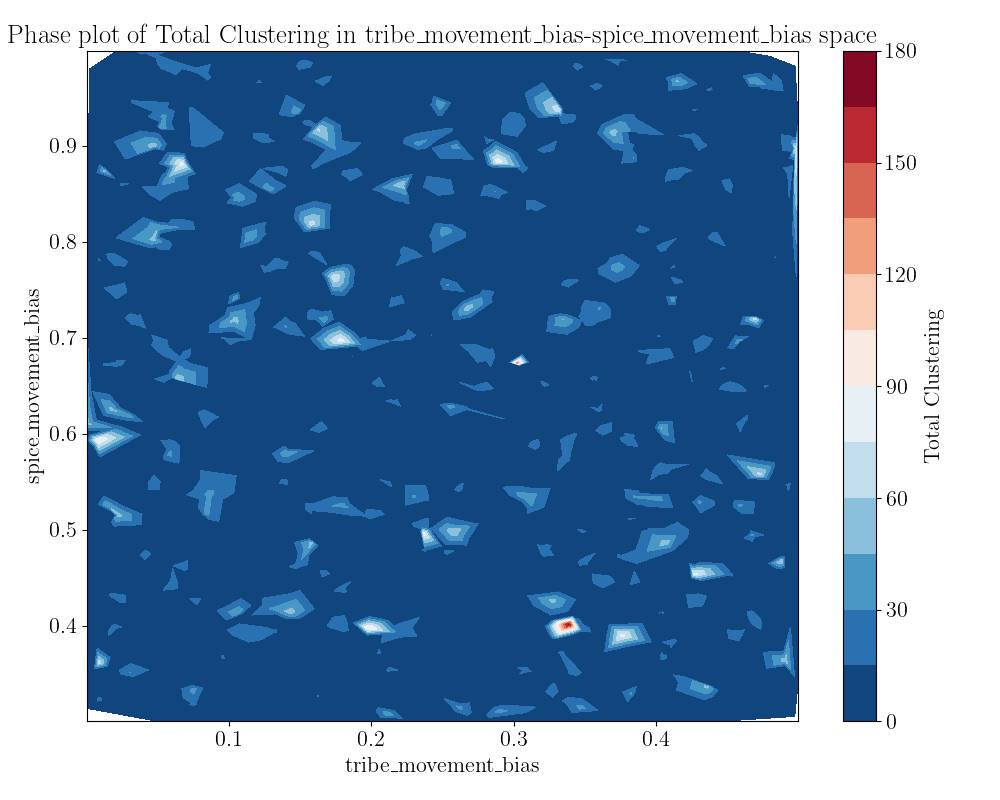 Phase plot of Total Clustering in tribe_movement_bias-spice_movement_bias space
180
150
120
90
60
30
0
Total Clustering
0.9
0.8
0.7
0.6
0.5
0.4
spice_movement_bias
0.1 0.2 0.3 0.4
tribe_movement_bias